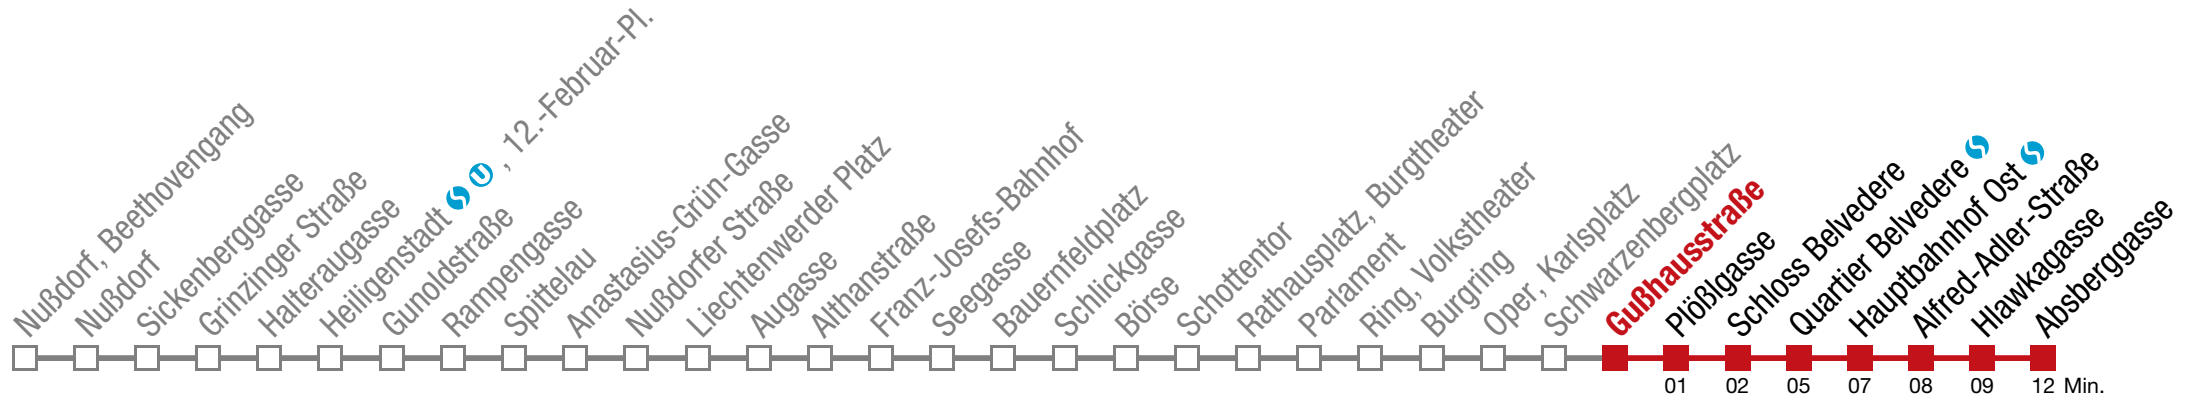 Nußdorf, Beethovengang
Nußdorf
Sickenberggasse
Grinzinger Straße
Halteraugasse
Heiligenstadt S U , 12.-Februar-Pl.
Gunoldstraße
Rampengasse
Spittelau
Anastasius-Grün-Gasse
Nußdorfer Straße
Liechtenwerder Platz
Augasse
Althanstraße
Franz-Josefs-Bahnhof
Seegasse
Bauernfeldplatz
Schlickgasse
Börse
Schottentor
Rathausplatz, Burgtheater
Parlament
Ring, Volkstheater
Burgring
Oper, Karlsplatz
Schwarzenbergplatz
Gußhausstraße
Plößlgasse
Schloss Belvedere
Quartier Belvedere S
Hauptbahnhof Ost S
Alfred-Adler-Straße
Hlawkagasse
Absberggasse
01 02 05 07 08 09 12 Min.